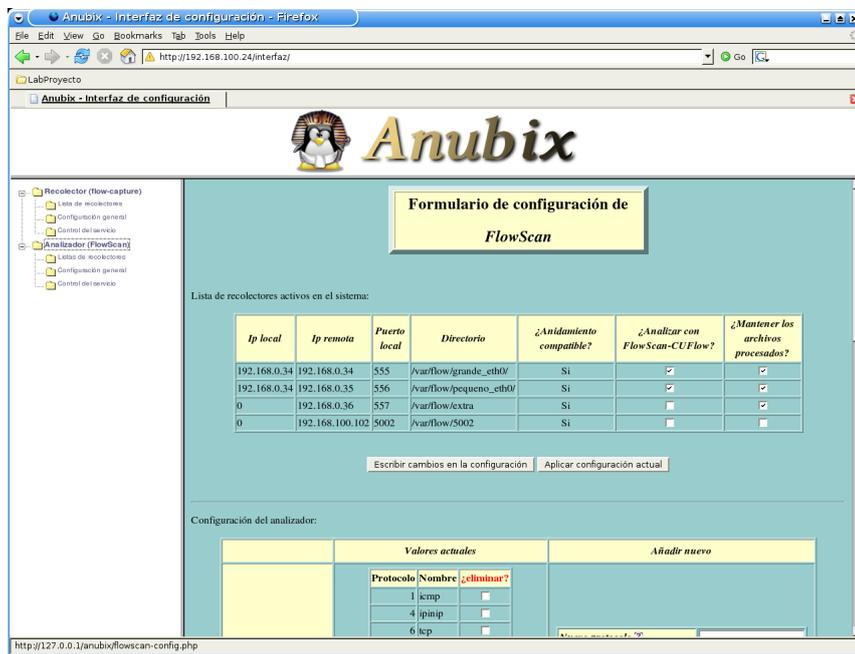 Anubix - Interfaz de configuración - Firefox
File Edit View Go Bookmarks Tab Tools Help
http://192.168.100.24/interfaz/
Go
LabProyecto
Anubix - Interfaz de configuración
Anubix
Recolector (flow-capture)
Lista de recolectores
Configuración general
Control del servicio
Analizador (FlowScan)
Listas de recolectores
Configuración general
Control del servicio
Formulario de configuración de
FlowScan
Lista de recolectores activos en el sistema:
Ip local Ip remota Puerto local Directorio ¿Anidamiento compatible? ¿Analizar con FlowScan-CUFlow? ¿Mantener los archivos procesados?
192.168.0.34 192.168.0.34 555 /var/flow/grande_eth0/ Si
192.168.0.34 192.168.0.35 556 /var/flow/pequeno_eth0/ Si
0 192.168.0.36 557 /var/flow/extra Si
0 192.168.100.102 5002 /var/flow/5002 Si
Escribir cambios en la configuración Aplicar configuración actual
Configuración del analizador:
Valores actuales Añadir nuevo
Protocolo Nombre ¿eliminar?
1 icmp
4 ipinip
6 tcp
Nuevo protocolo
http://127.0.0.1/anubix/flowscan-config.php